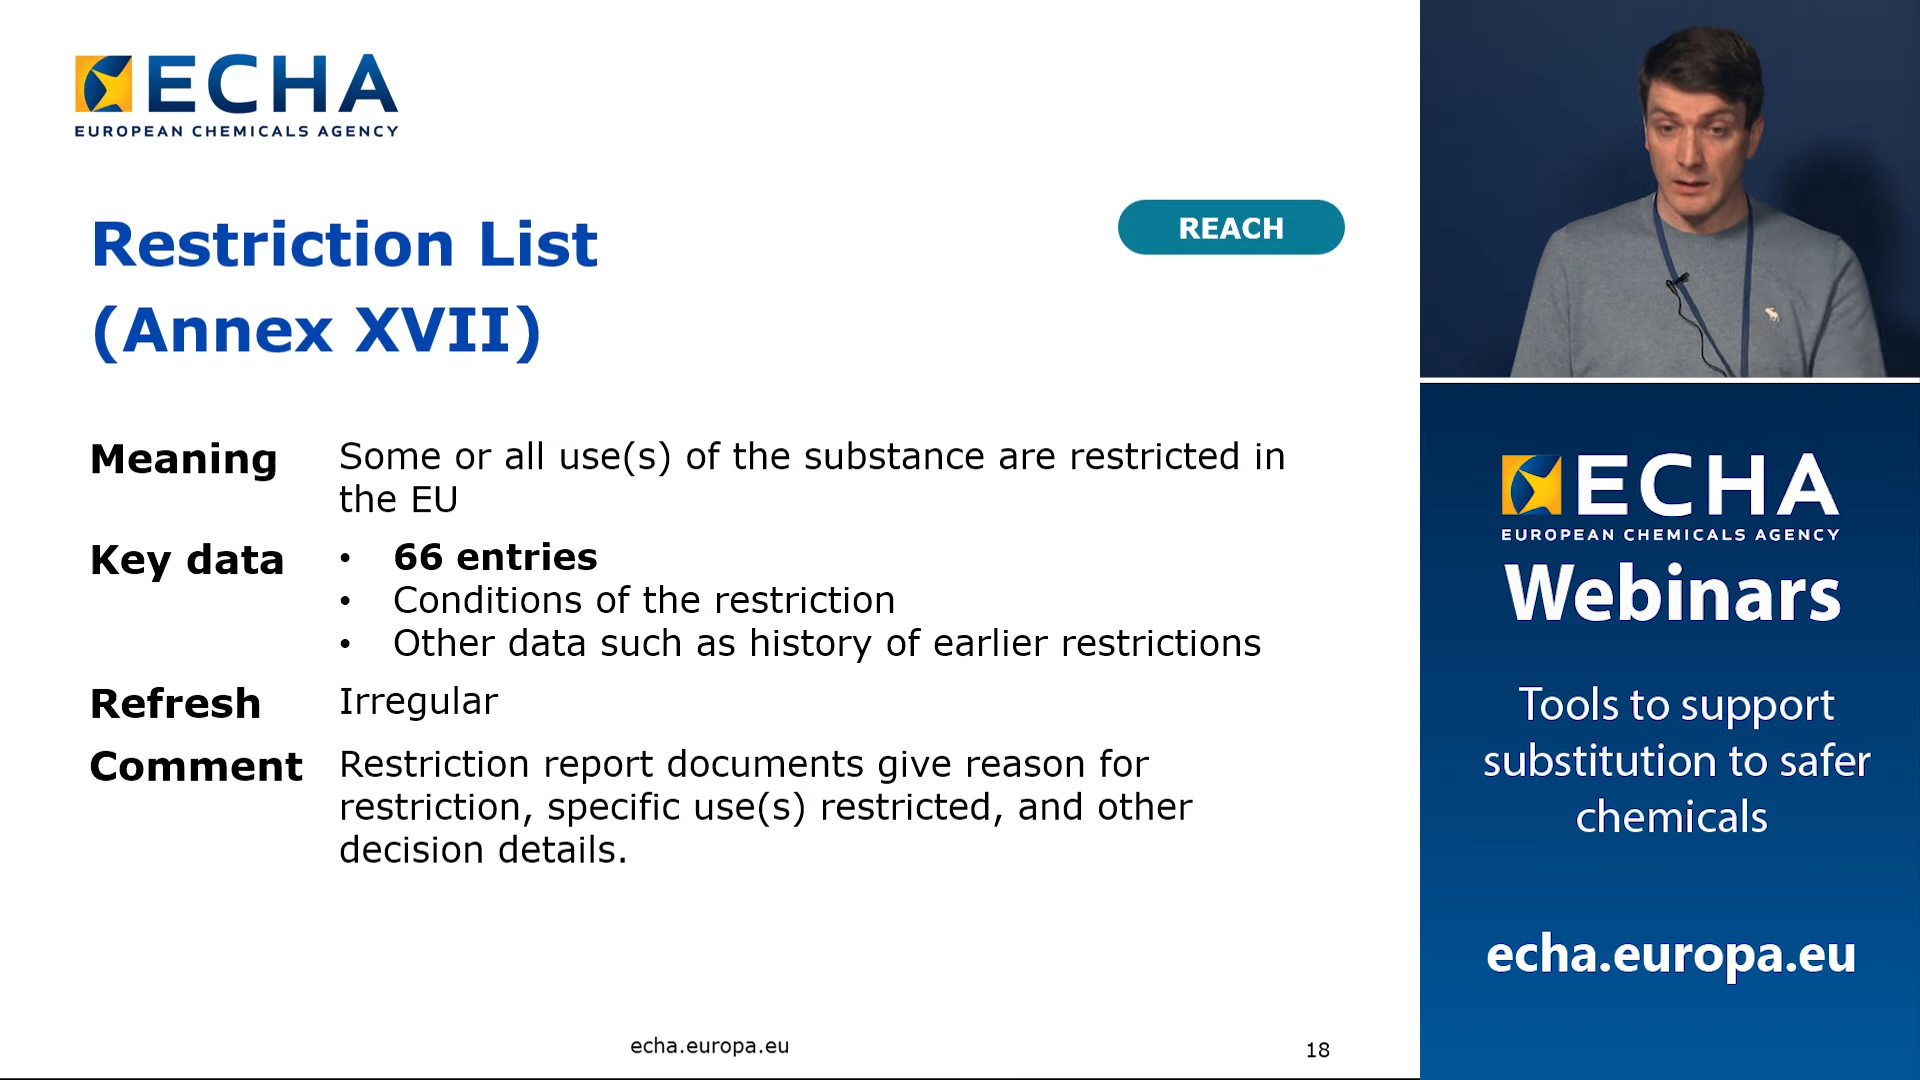 ECHA
EUROPEAN CHEMICALS AGENCY
Restriction List
(Annex XVII)
REACH
Meaning
Some or all use(s) of the substance are restricted in
the EU
Key data
• 66 entries
• Conditions of the restriction
• Other data such as history of earlier restrictions
Refresh
Irregular
Comment
Restriction report documents give reason for
restriction, specific use(s) restricted, and other
decision details.
echa.europa.eu
18
ECHA
EUROPEAN CHEMICALS AGENCY
Webinars
Tools to support
substitution to safer
chemicals
echa.europa.eu